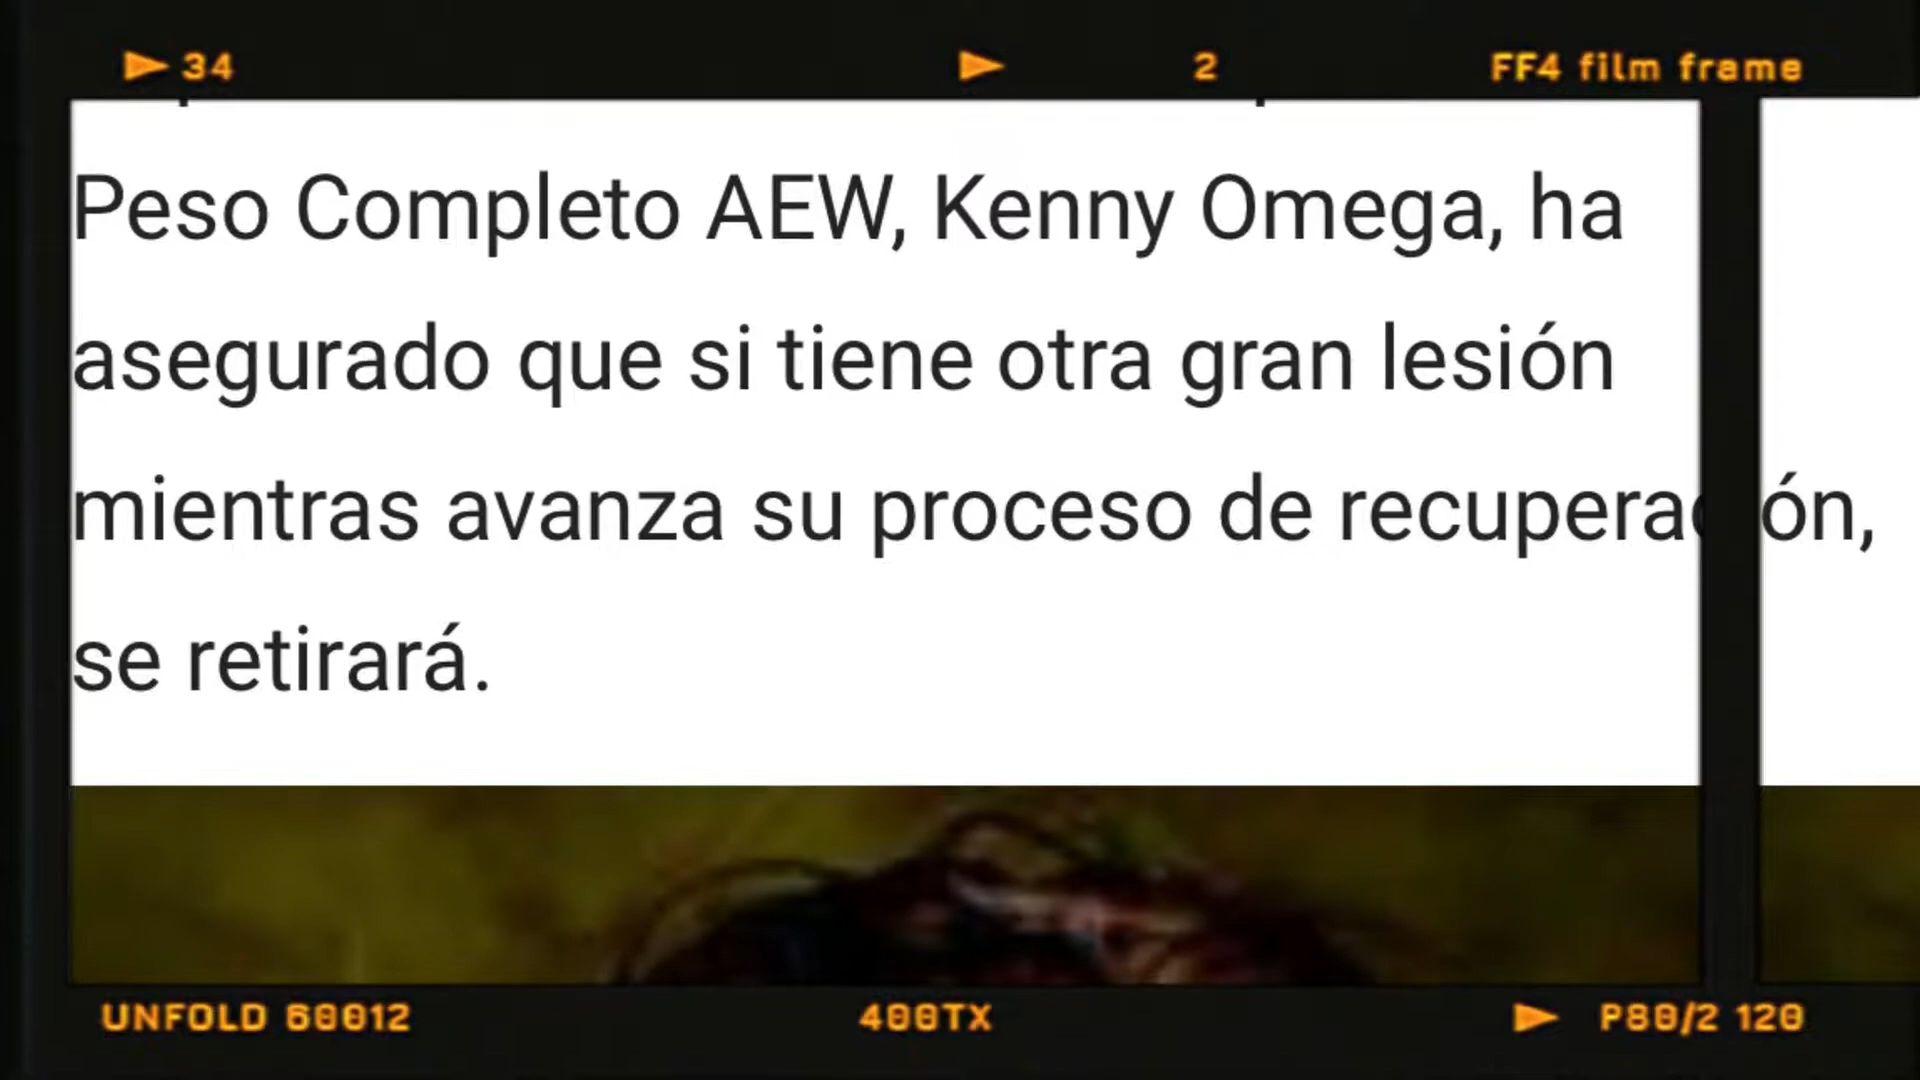 34 2 FF4 film frame
Peso Completo AEW, Kenny Omega, ha
asegurado que si tiene otra gran lesión
mientras avanza su proceso de recuperac ón,
se retirará.
UNFOLD 60012 400TX P80/2 120